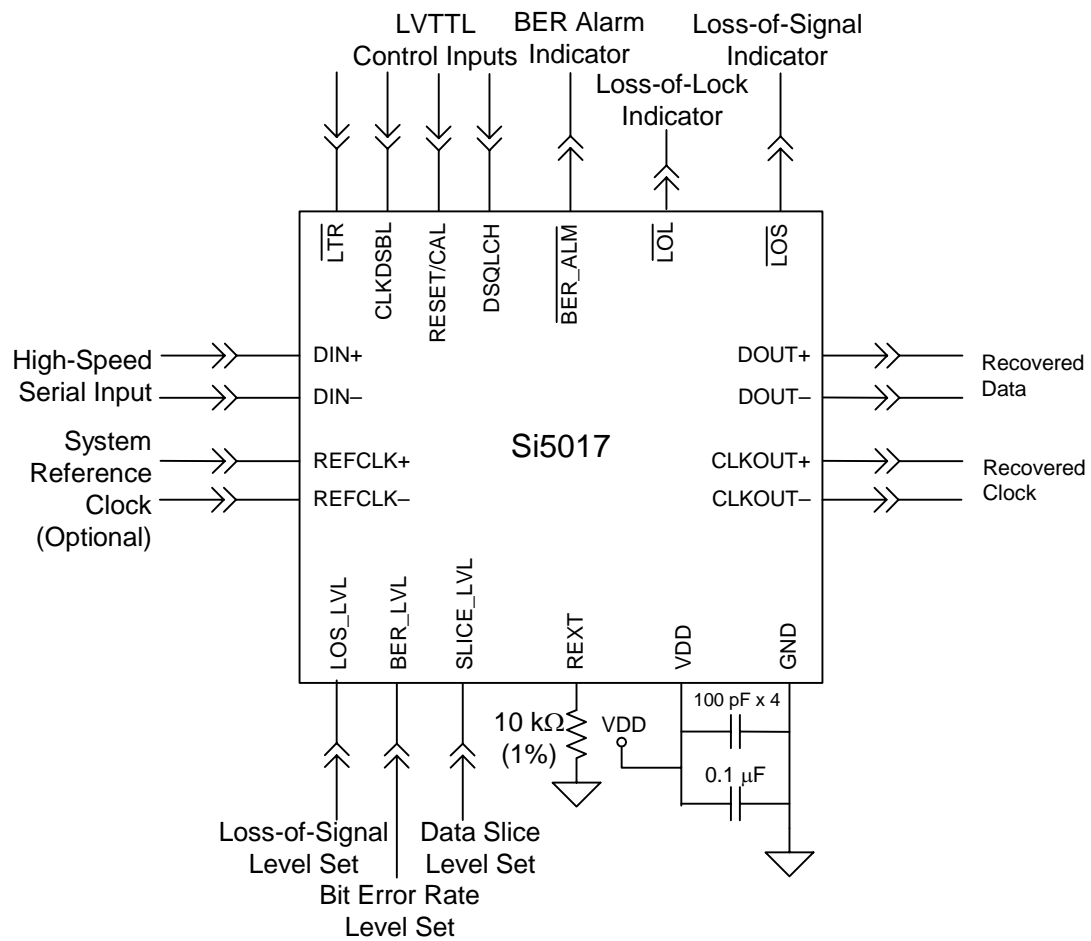 LVTTL
Control Inputs
BER Alarm
Indicator
Loss-of-Lock
Indicator
Loss-of-Signal
Indicator
LTR
CLKDSBL
RESET/CAL
DSQLCH
BER_ALM
LOL
LOS
High-Speed
Serial Input
DIN+
DIN–
System
Reference
Clock
(Optional)
REFCLK+
REFCLK–
Si5017
DOUT+
DOUT–
Recovered
Data
CLKOUT+
CLKOUT–
Recovered
Clock
LOS_LVL
BER_LVL
SLICE_LVL
REXT
VDD
GND
10 kΩ
(1%)
VDD
100 pF x 4
0.1 μF
Loss-of-Signal
Level Set
Data Slice
Level Set
Bit Error Rate
Level Set